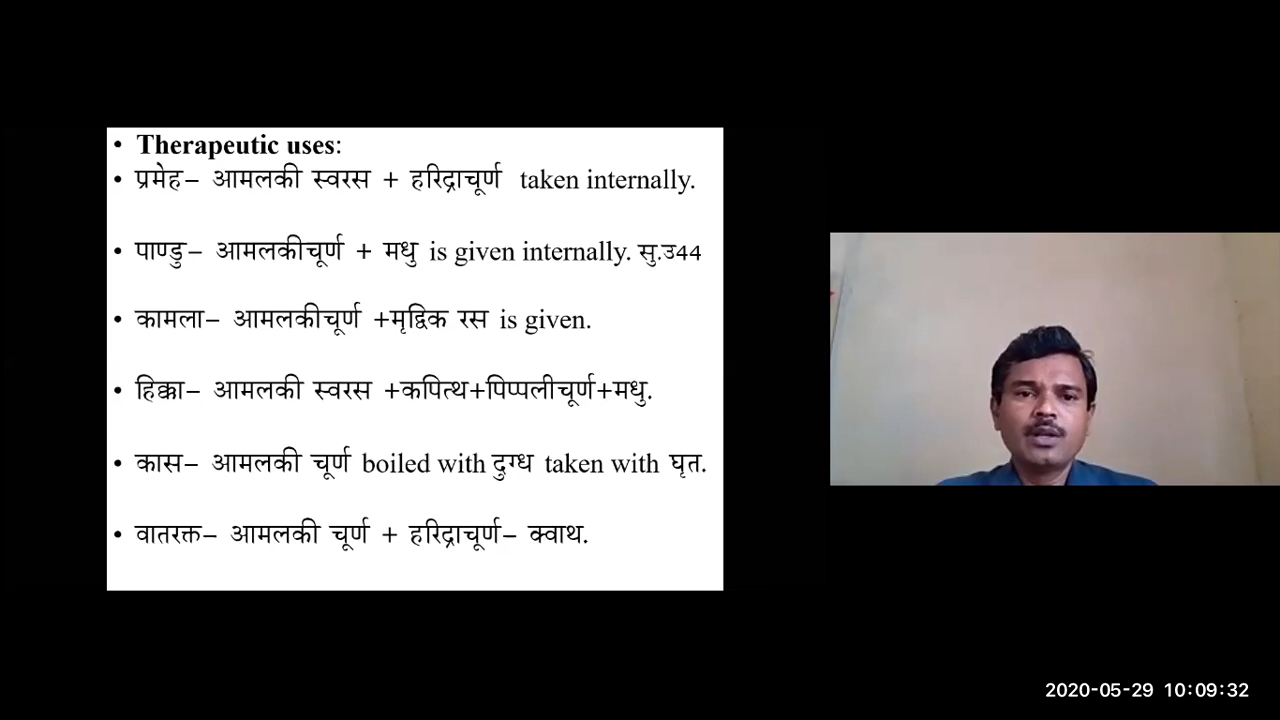 • Therapeutic uses:
• प्रमेह– आमलकी स्वरस + हरिद्राचूर्ण taken internally.
• पाण्डु– आमलकीचूर्ण + मधु is given internally. सु.उ44
• कामला– आमलकीचूर्ण +मृद्विक रस is given.
• हिक्का– आमलकी स्वरस +कपित्थ+पिप्पलीचूर्ण+मधु.
• कास– आमलकी चूर्ण boiled with दुग्ध taken with घृत.
• वातरक्त– आमलकी चूर्ण + हरिद्राचूर्ण– क्वाथ.
2020-05-29 10:09:32